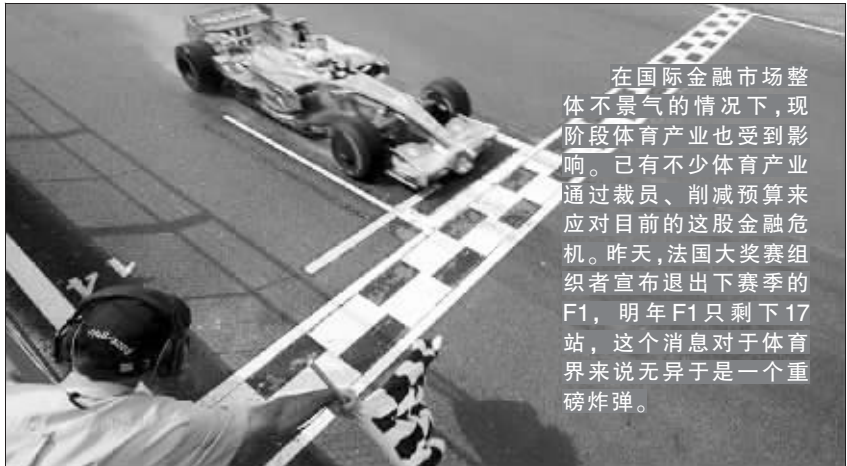 在国际金融市场整
体不景气的情况下,现
阶段体育产业也受到影
响。已有不少体育产业
通过裁员、削减预算来
应对目前的这股金融危
机。昨天,法国大奖赛组
织者宣布退出下赛季的
F1，明年F1只剩下17
站，这个消息对于体育
界来说无异于是一个重
磅炸弹。